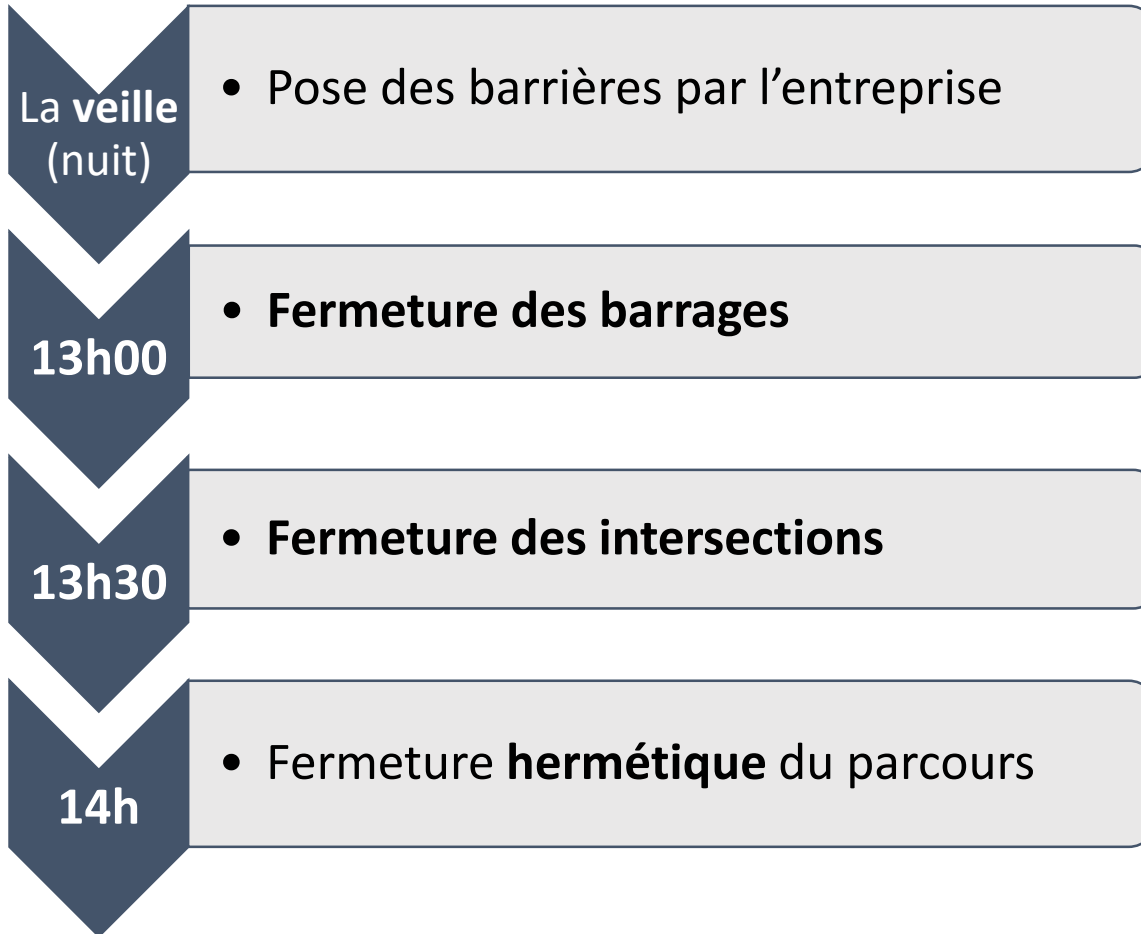 La veille
(nuit)
• Pose des barrières par l’entreprise
13h00
• Fermeture des barrages
13h30
• Fermeture des intersections
14h
• Fermeture hermétique du parcours